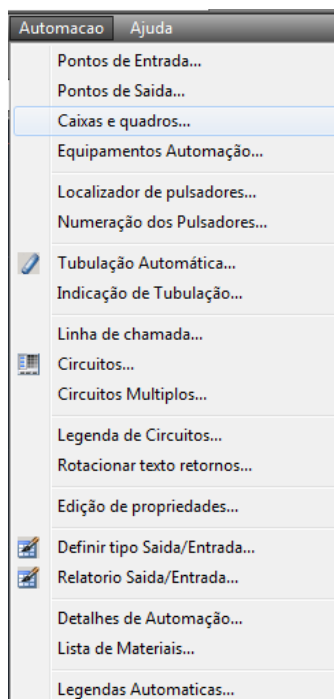 Automacao Ajuda
Pontos de Entrada...
Pontos de Saida...
Caixas e quadros...
Equipamentos Automação...
Localizador de pulsadores...
Numeração dos Pulsadores...
Tubulação Automática...
Indicação de Tubulação...
Linha de chamada...
Circuitos...
Circuitos Multiplos...
Legenda de Circuitos...
Rotacionar texto retornos...
Edição de propriedades...
Definir tipo Saida/Entrada...
Relatorio Saida/Entrada...
Detalhes de Automação...
Lista de Materiais...
Legendas Automaticas...